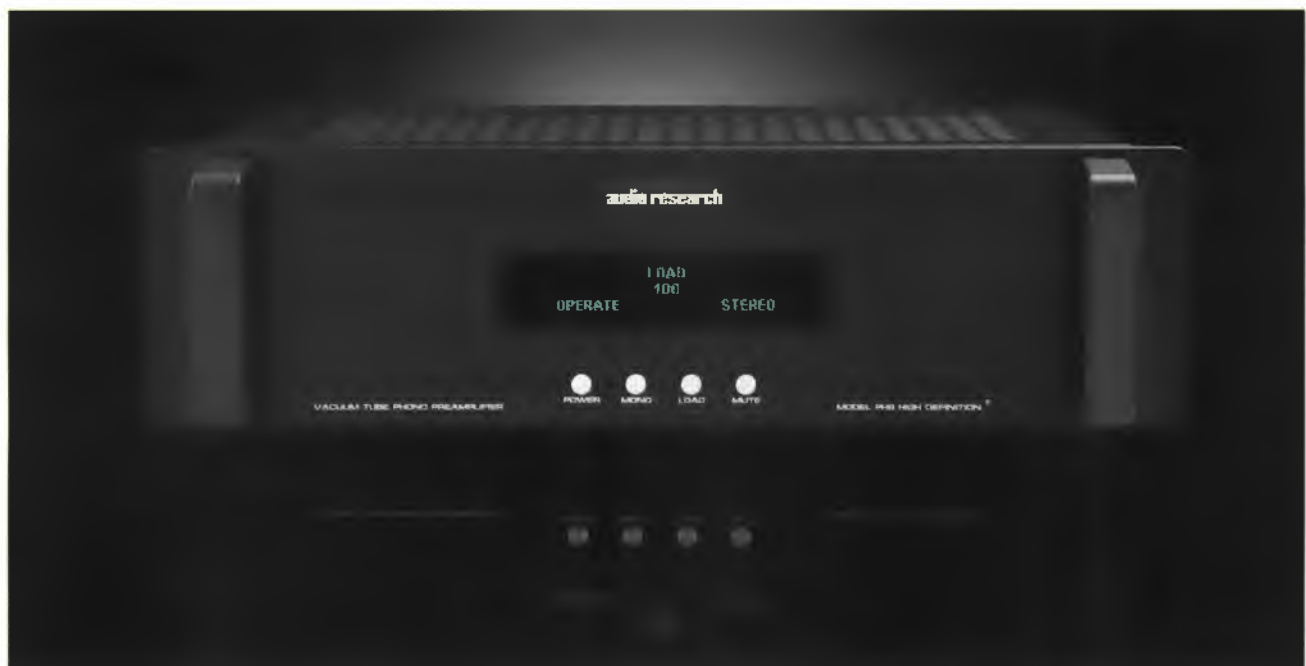 audio research
LOAD
100
OPERATE STEREO
POWER MONO LOAD MUTE
VACUUM TUBE PHONO PREAMPLIFIER
MODEL PH8 HIGH DEFINITION